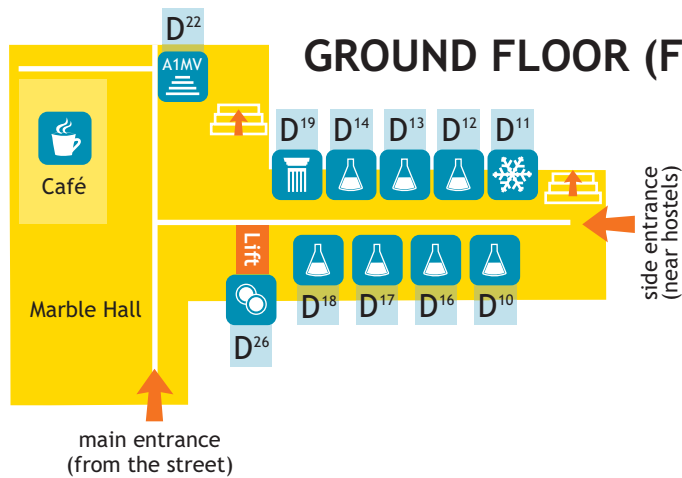 D22
GROUND FLOOR (F
A1MV
D19 D14 D13 D12 D11
Café
side entrance
(near hostels)
Lift
Marble Hall
D18 D17 D16 D10
D26
main entrance
(from the street)